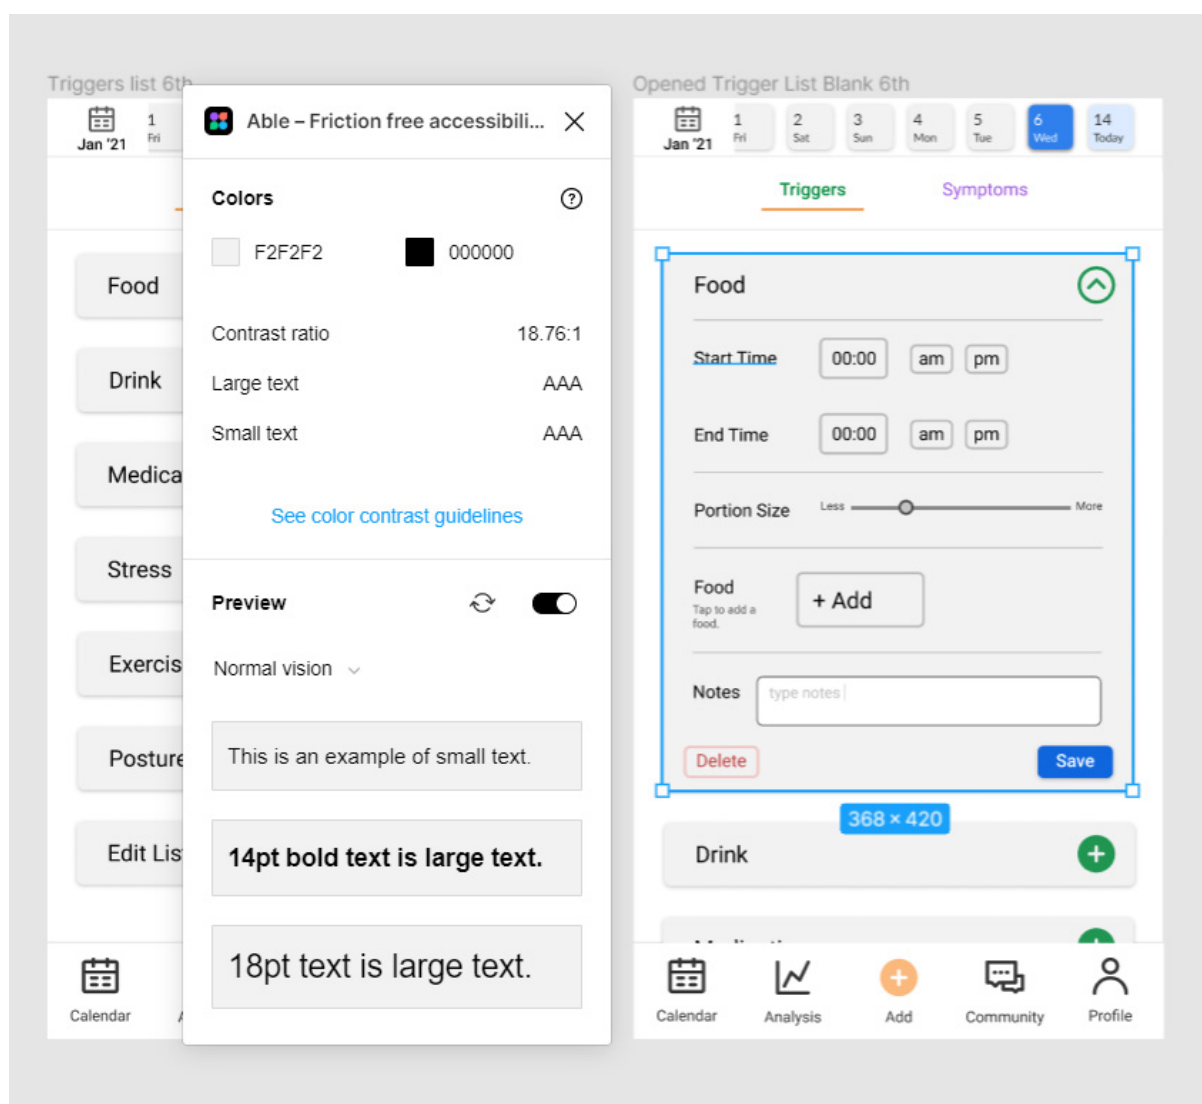 Triggers list 6th
Jan '21
1
Fri
Food
Drink
Medica
Stress
Exercis
Posture
Edit Lis
Calendar
Able – Friction free accessibili...
Colors
F2F2F2 000000
Contrast ratio 18.76:1
Large text AAA
Small text AAA
See color contrast guidelines
Preview
Normal vision
This is an example of small text.
14pt bold text is large text.
18pt text is large text.
Opened Trigger List Blank 6th
Jan '21
1 2 3 4 5 6 14
Fri Sat Sun Mon Tue Wed Today
Triggers Symptoms
Food
Start Time 00:00 am pm
End Time 00:00 am pm
Portion Size Less More
Food
Tap to add a
food.
+ Add
Notes type notes
Delete Save
368 × 420
Drink
Calendar Analysis Add Community Profile